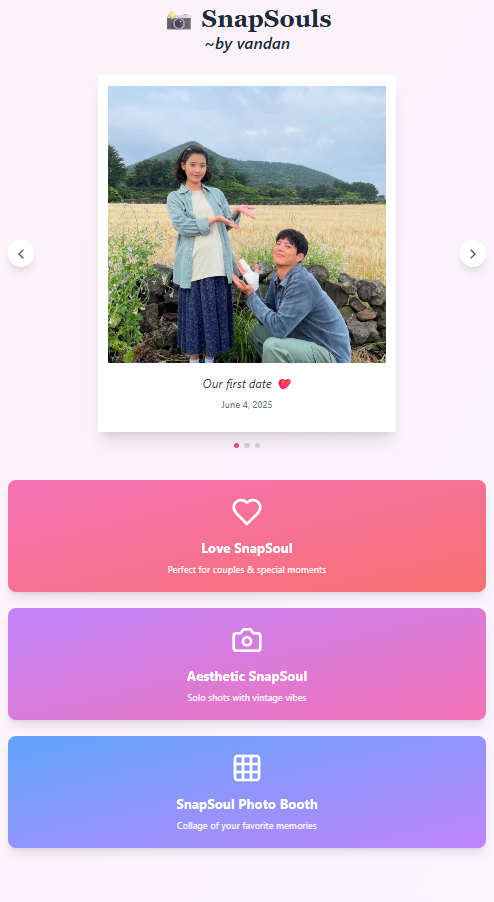 📸 SnapSouls
~by vandan
Our first date 💖
June 4, 2025
Love SnapSoul
Perfect for couples & special moments
Aesthetic SnapSoul
Solo shots with vintage vibes
SnapSoul Photo Booth
Collage of your favorite memories